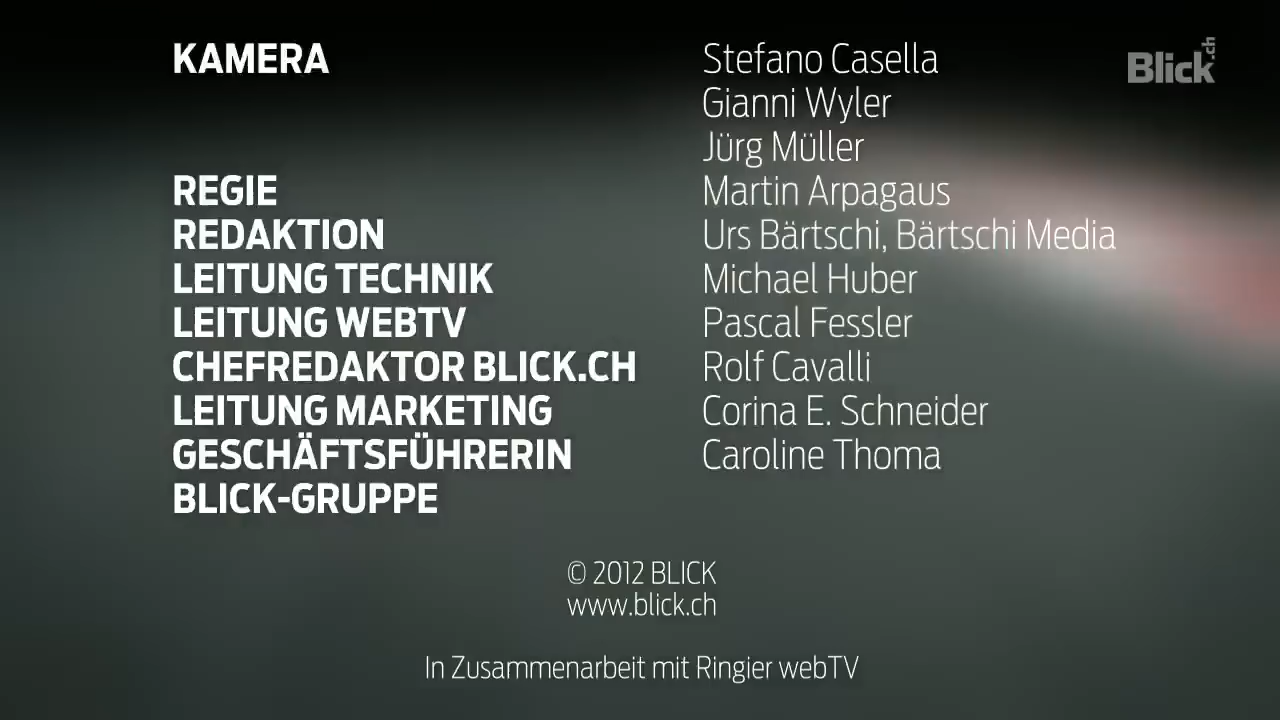 KAMERA Stefano Casella
Blick.ch
Gianni Wyler
Jürg Müller
REGIE Martin Arpagaus
REDAKTION Urs Bärtschi, Bärtschi Media
LEITUNG TECHNIK Michael Huber
LEITUNG WEBTV Pascal Fessler
CHEFREDAKTOR BLICK.CH Rolf Cavalli
LEITUNG MARKETING Corina E. Schneider
GESCHÄFTSFÜHRERIN Caroline Thoma
BLICK-GRUPPE
© 2012 BLICK
www.blick.ch
In Zusammenarbeit mit Ringier webTV